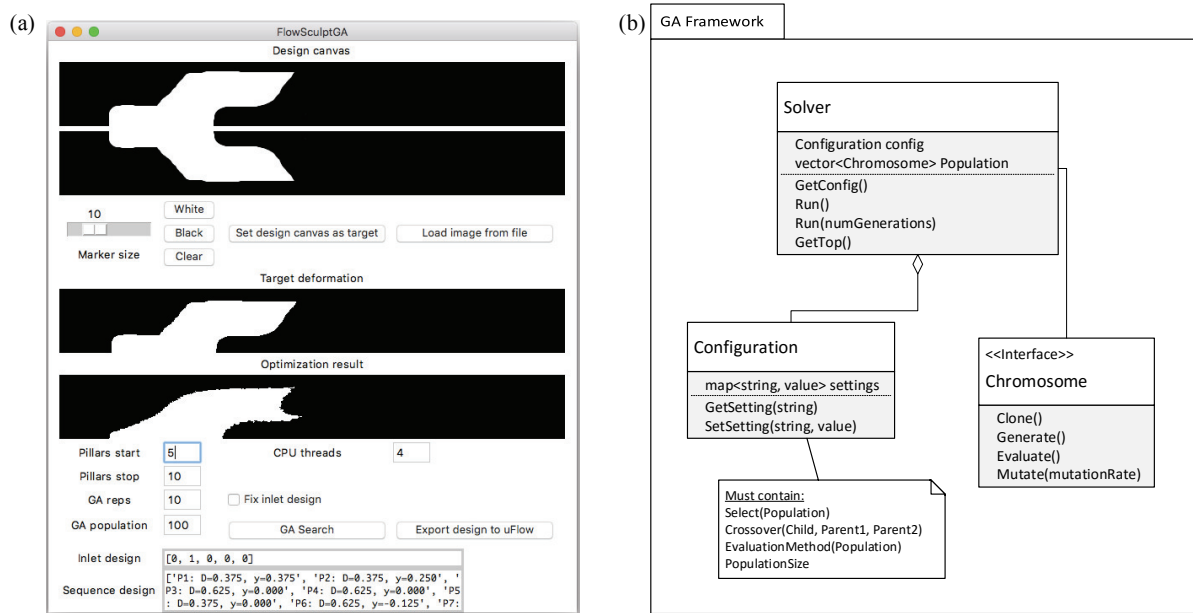 (a)
FlowSculptGA
Design canvas
10
Marker size
White
Black
Clear
Set design canvas as target
Load image from file
Target deformation
Optimization result
Pillars start
5
CPU threads
4
Pillars stop
10
GA reps
10
Fix inlet design
GA population
100
GA Search
Export design to uFlow
Inlet design
[0, 1, 0, 0, 0]
Sequence design
['P1: D=0.375, y=0.375', 'P2: D=0.375, y=0.250', '
P3: D=0.625, y=0.000', 'P4: D=0.625, y=0.000', 'P5
: D=0.375, y=0.000', 'P6: D=0.625, y=-0.125', 'P7:
(b)
GA Framework
Solver
Configuration config
vector<Chromosome> Population
GetConfig()
Run()
Run(numGenerations)
GetTop()
Configuration
map<string, value> settings
GetSetting(string)
SetSetting(string, value)
<<Interface>>
Chromosome
Clone()
Generate()
Evaluate()
Mutate(mutationRate)
Must contain:
Select(Population)
Crossover(Child, Parent1, Parent2)
EvaluationMethod(Population)
PopulationSize